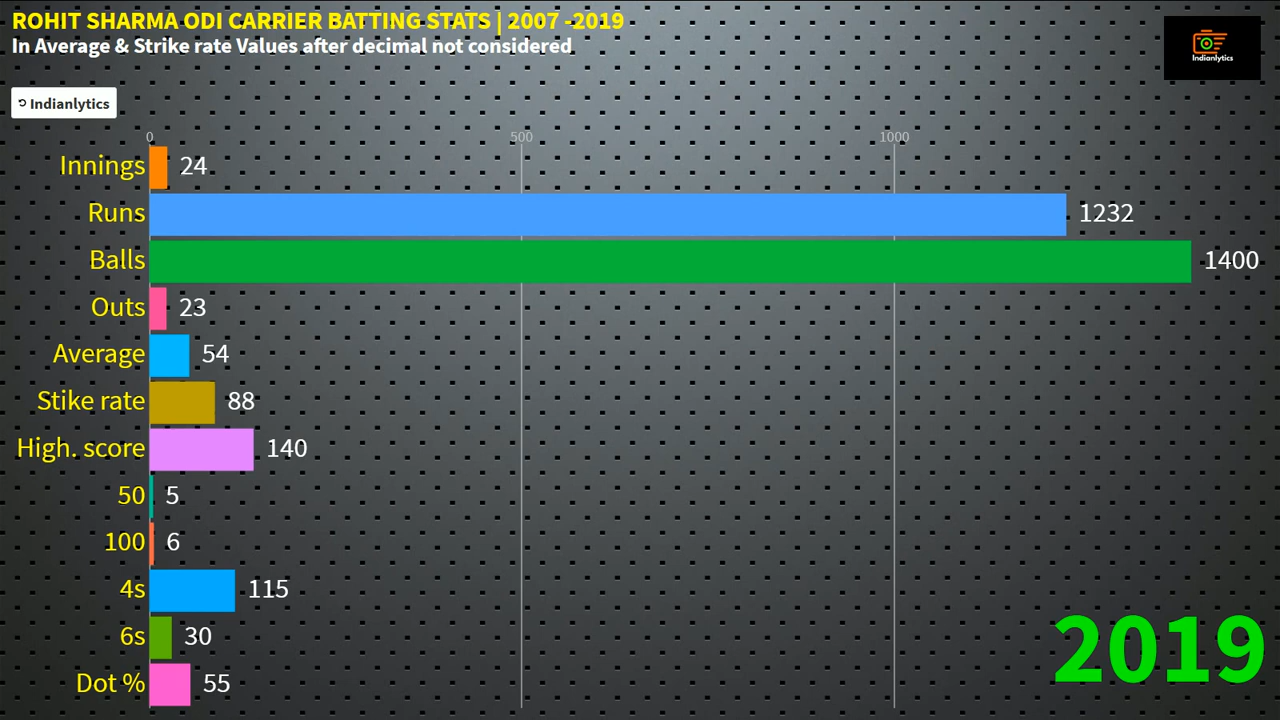 ROHIT SHARMA ODI CARRIER BATTING STATS | 2007 -2019
In Average & Strike rate Values after decimal not considered
Indianlytics
Indianlytics
0 500 1000
Innings 24
Runs 1232
Balls 1400
Outs 23
Average 54
Stike rate 88
High. score 140
50 5
100 6
4s 115
6s 30
Dot % 55
2019